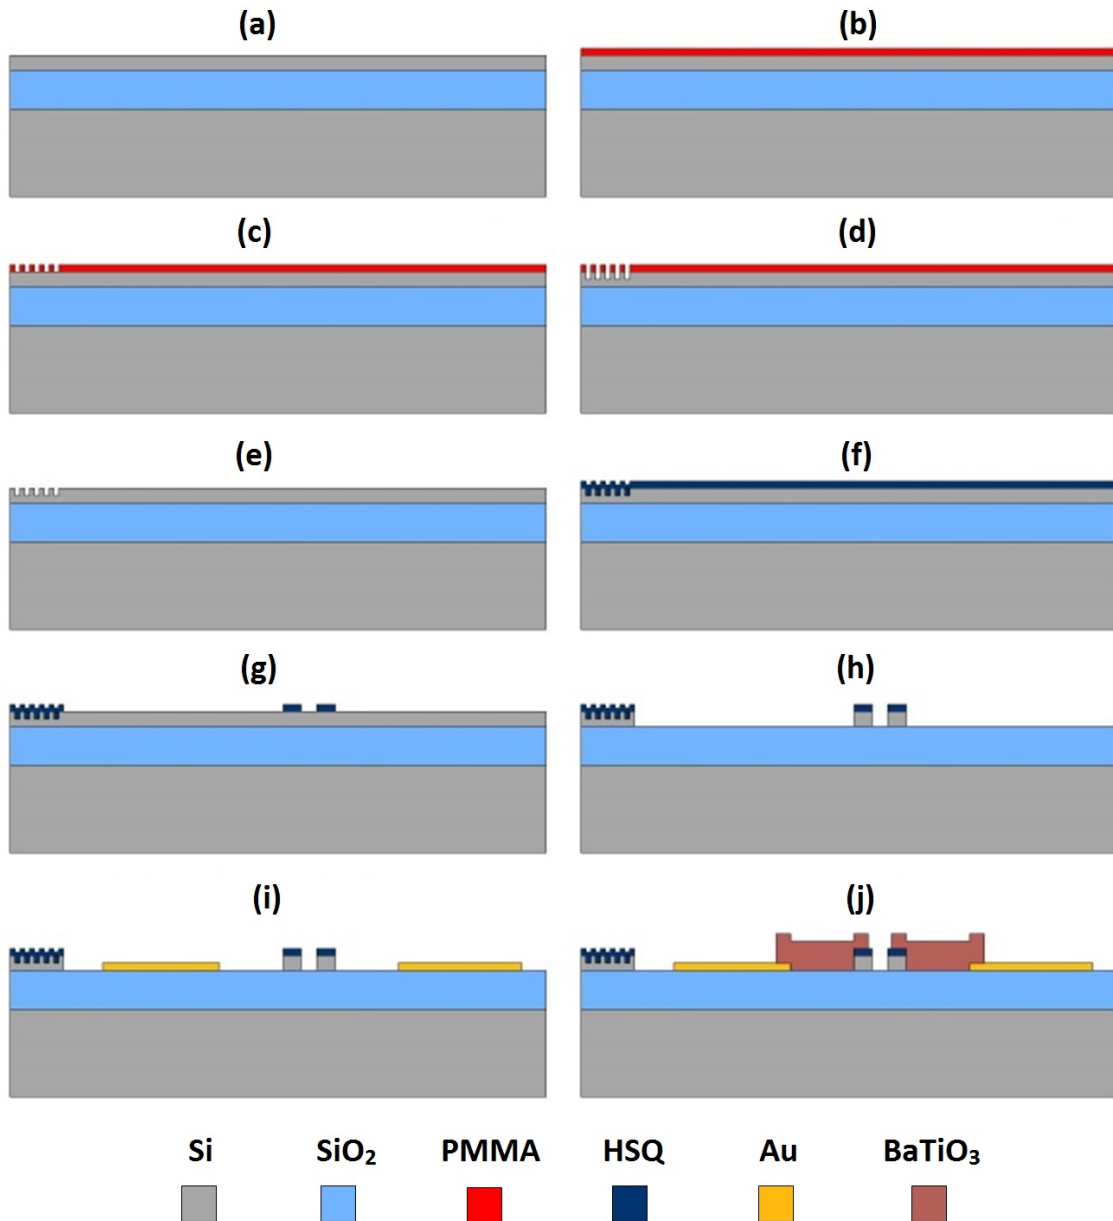 (a) (b)
(c) (d)
(e) (f)
(g) (h)
(i) (j)
Si SiO₂ PMMA HSQ Au BaTiO₃